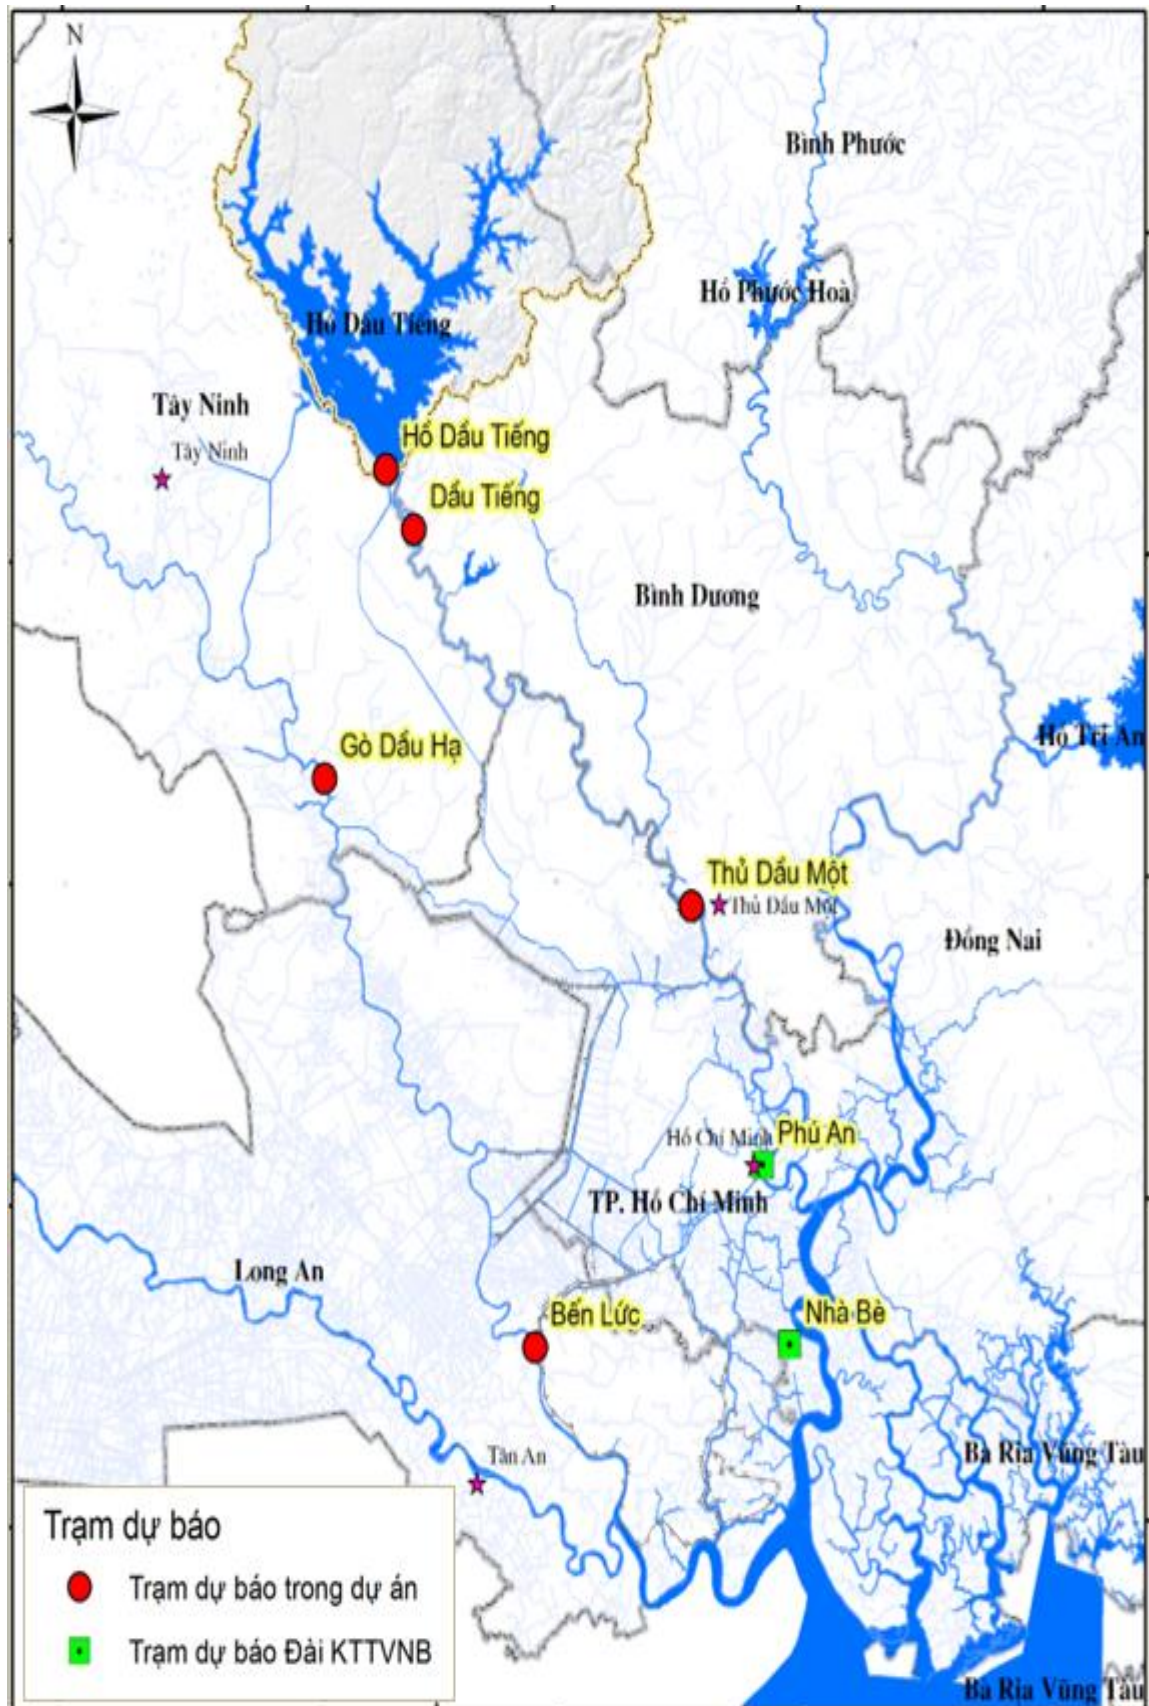 N
Bình Phước
Hồ Phước Hoà
Hồ Dầu Tiếng
Tây Ninh
Tây Ninh
Hồ Dầu Tiếng
Dầu Tiếng
Bình Dương
Hồ Trị An
Gò Dầu Hạ
Thủ Dầu Một
Thủ Dầu Một
Đồng Nai
Hồ Chí Minh
Phú An
TP. Hồ Chí Minh
Long An
Bến Lức
Nhà Bè
Tân An
Bà Rịa Vũng Tàu
Trạm dự báo
Trạm dự báo trong dự án
Trạm dự báo Đài KTTVNB
Bà Rịa Vũng Tàu